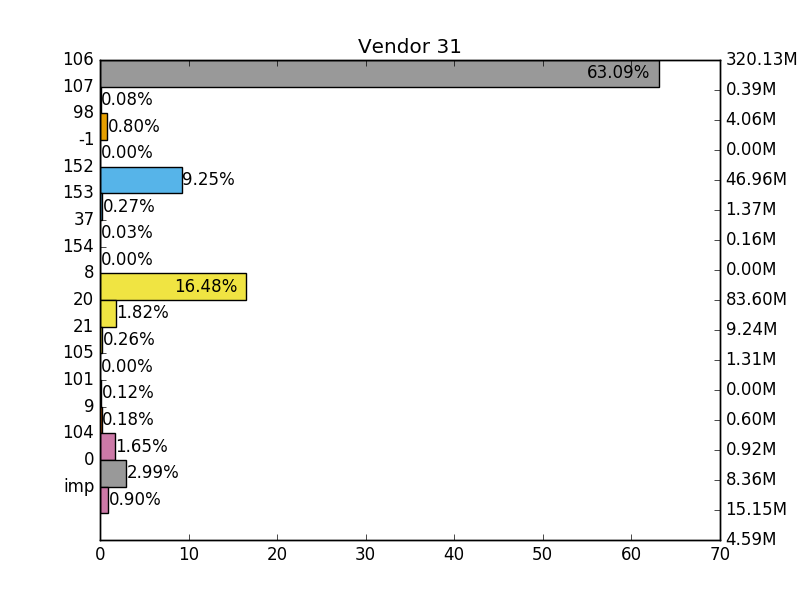 Vendor 31
106 63.09% 320.13M
107 0.08% 0.39M
98 0.80% 4.06M
-1 0.00% 0.00M
152 9.25% 46.96M
153 0.27% 1.37M
37 0.03% 0.16M
154 0.00% 0.00M
8 16.48% 83.60M
20 1.82% 9.24M
21 0.26% 1.31M
105 0.00% 0.00M
101 0.12% 0.60M
9 0.18% 0.92M
104 1.65% 8.36M
0 2.99% 15.15M
imp 0.90% 4.59M
0 10 20 30 40 50 60 70